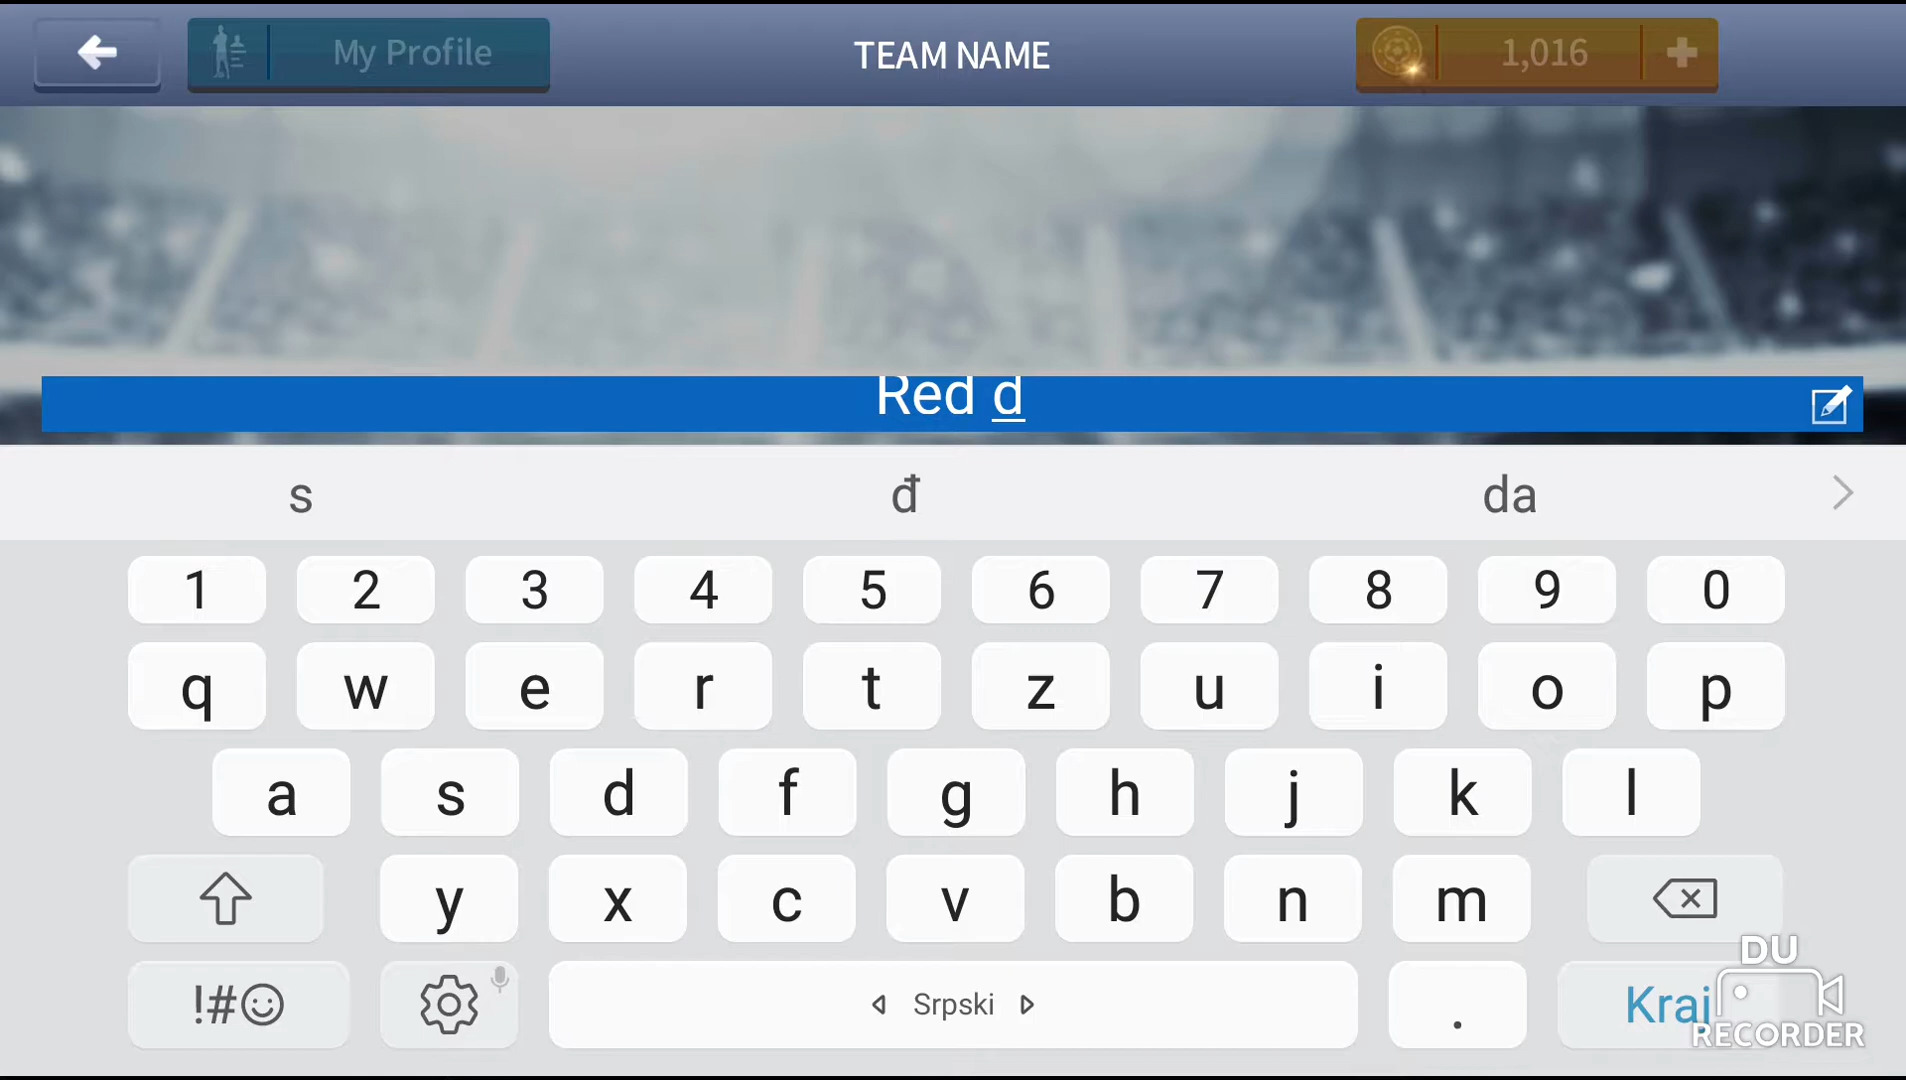 My Profile
TEAM NAME
1,016
Red d
s đ da
1 2 3 4 5 6 7 8 9 0
q w e r t z u i o p
a s d f g h j k l
y x c v b n m
!# Srpski . Kraj
DU
RECORDER